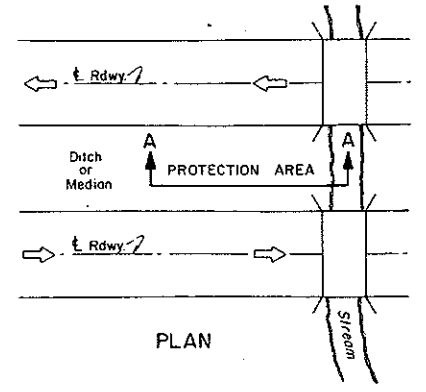 ℄ Rdwy.
A A
Ditch
or
Median
PROTECTION AREA
℄ Rdwy.
PLAN
Stream